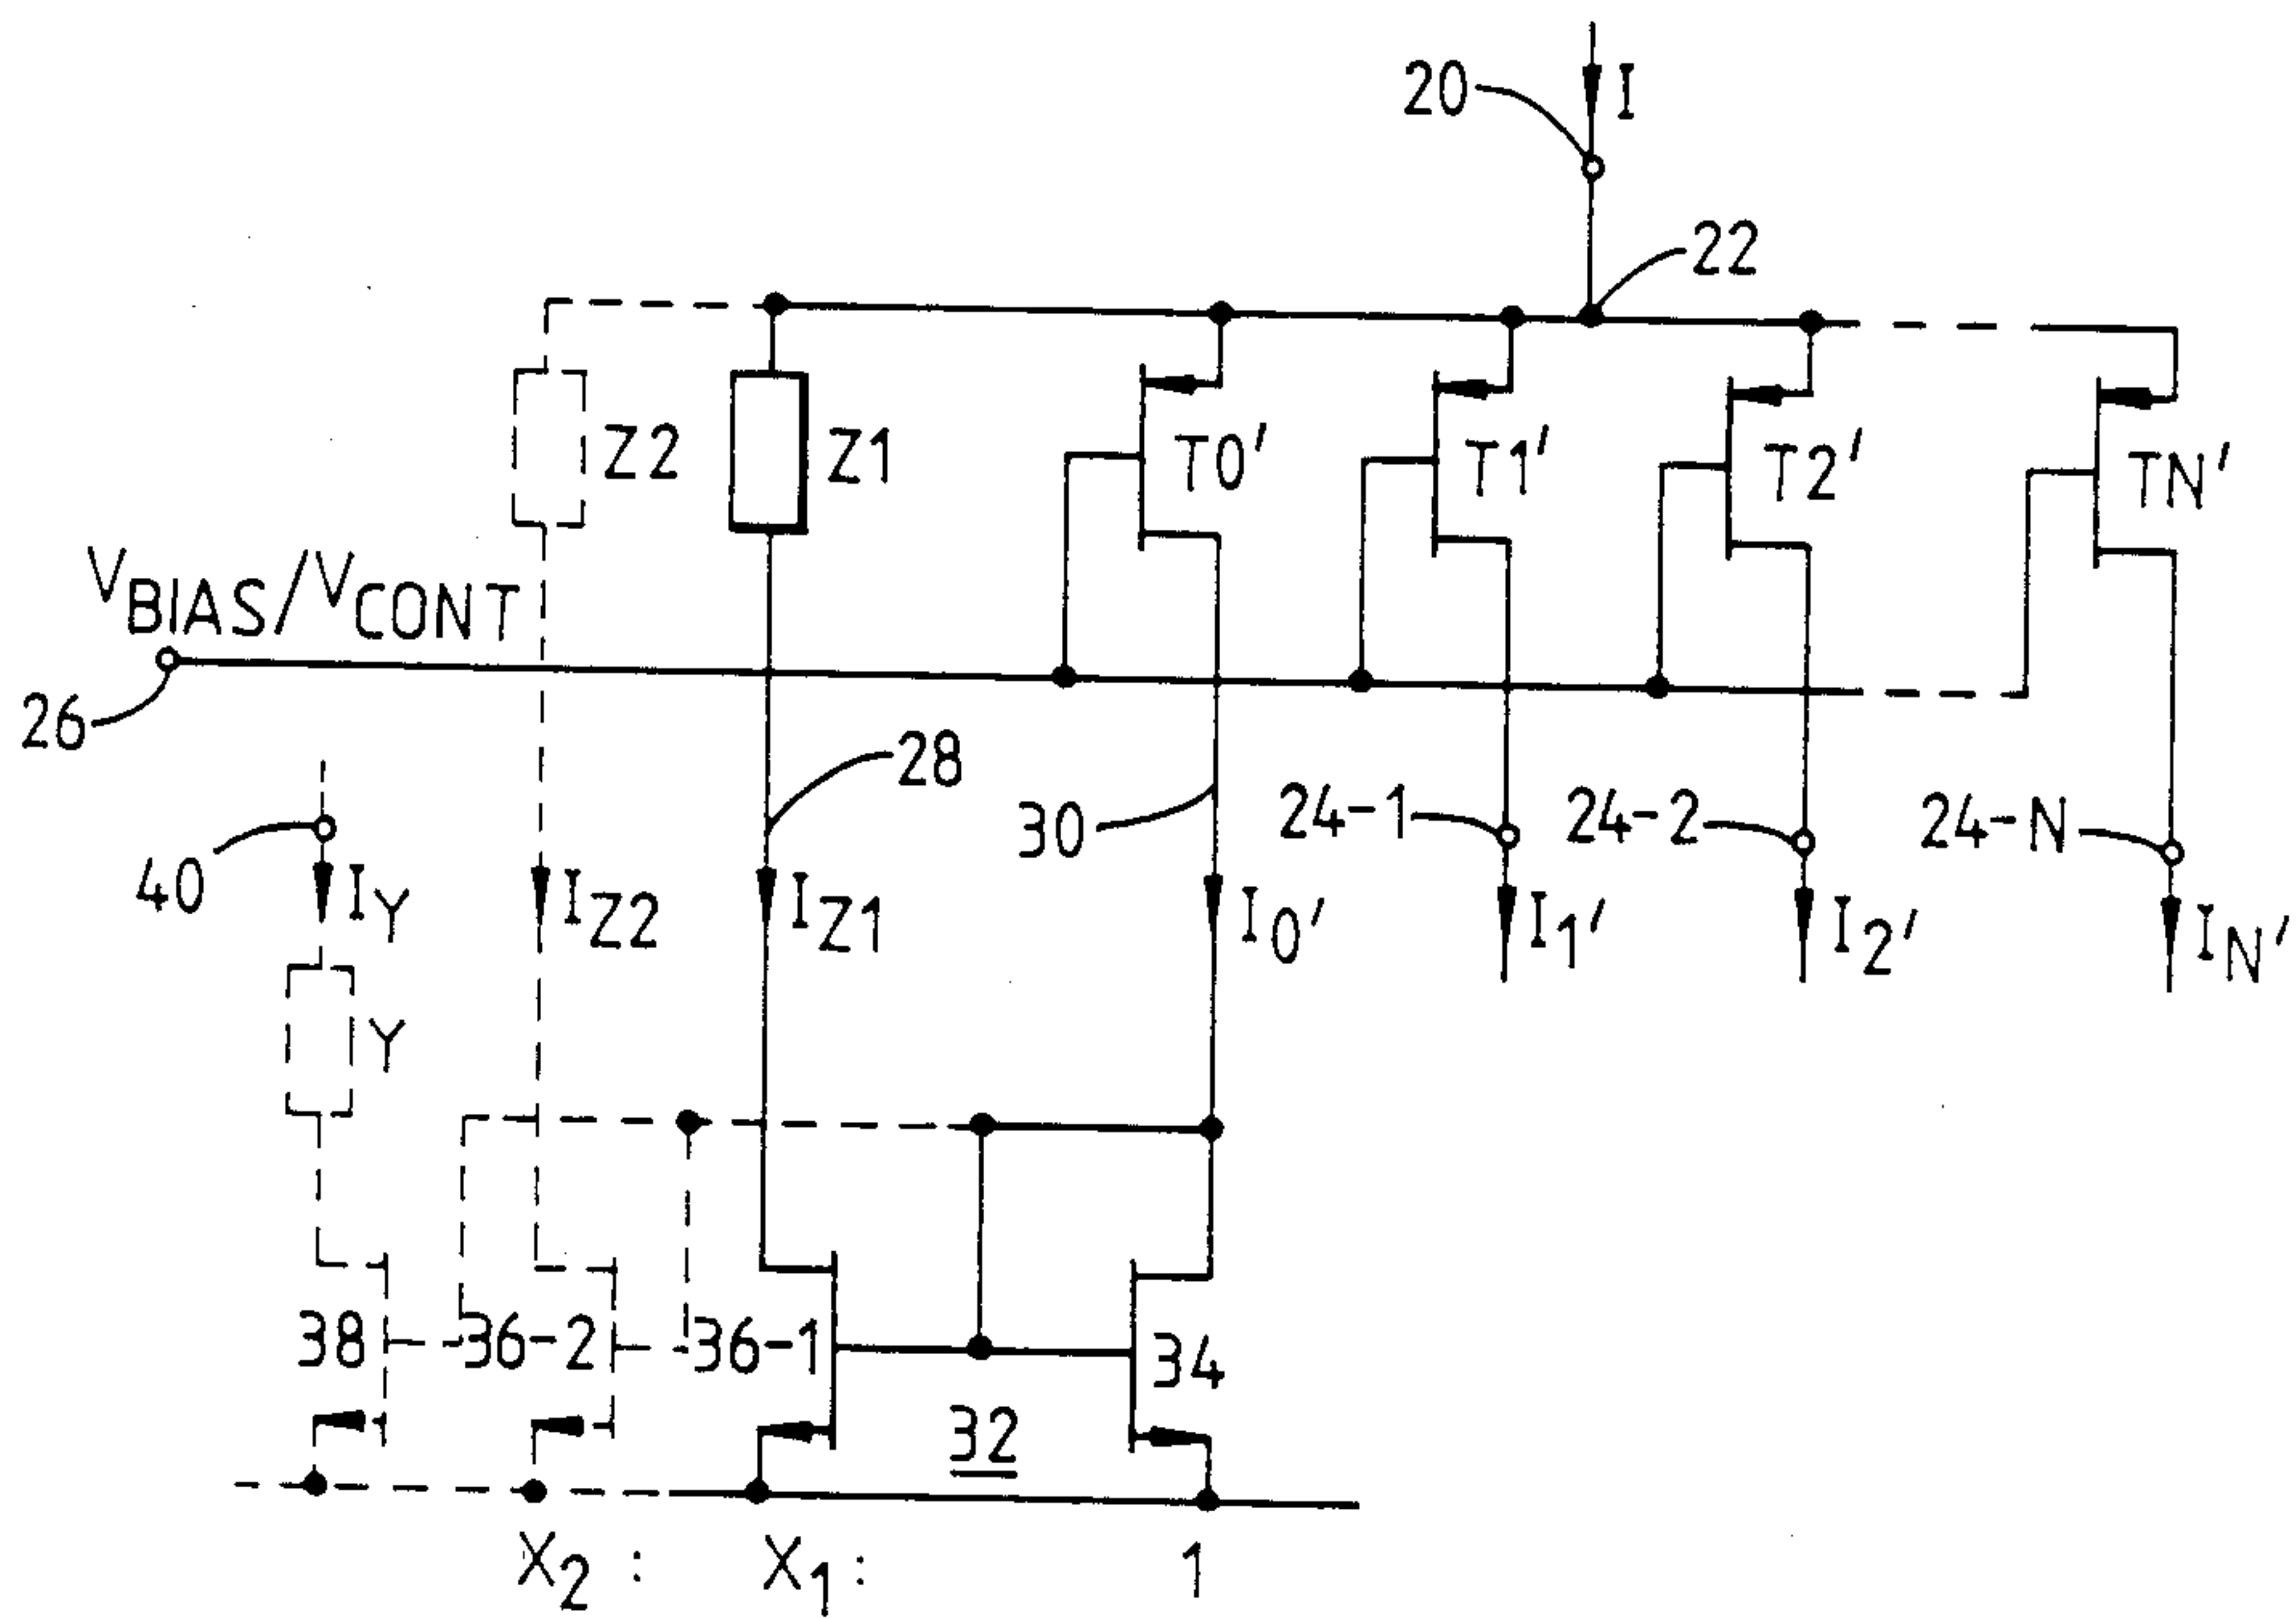 20
I
22
Z2
Z1
T0'
T1'
T2'
TN'
VBIAS/VCONT
26
28
30
24-1
24-2
24-N
40
IY
IZ2
IZ1
I0'
I1'
I2'
IN'
Y
38
36-2
36-1
34
32
X2 :
X1 :
1